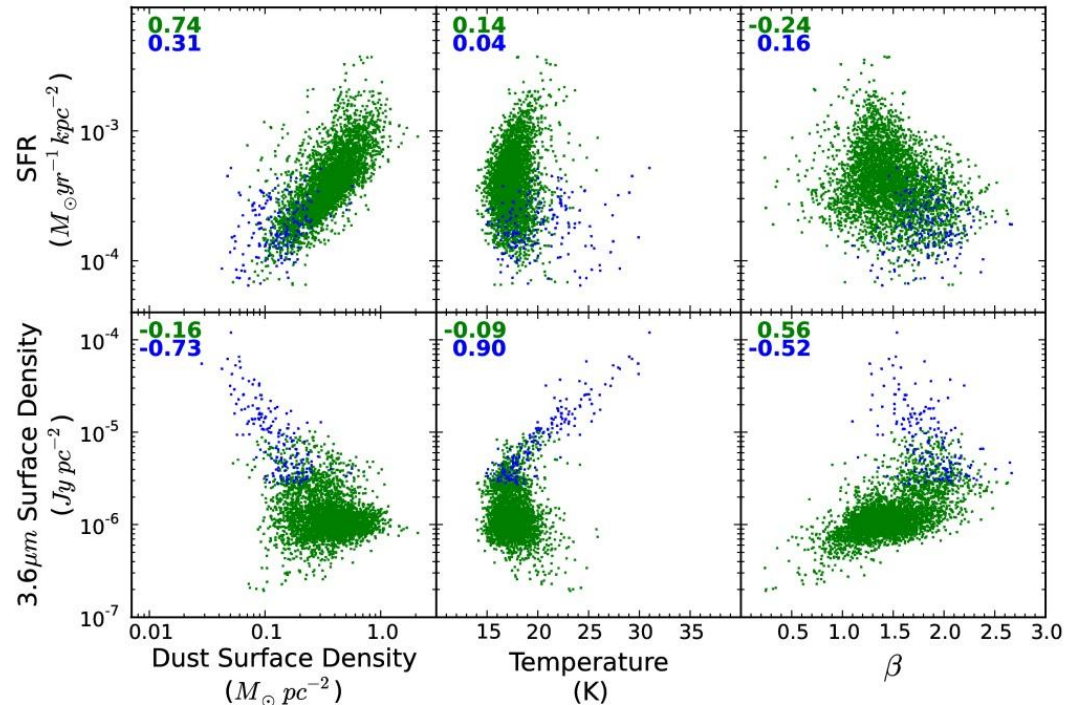 0.74
0.31
0.14
0.04
-0.24
0.16
SFR
(M⊙yr⁻¹kpc⁻²)
10⁻³
10⁻⁴
-0.16
-0.73
-0.09
0.90
0.56
-0.52
3.6μm Surface Density
(Jy pc⁻²)
10⁻⁴
10⁻⁵
10⁻⁶
10⁻⁷
0.01 0.1 1.0 15 20 25 30 35 0.5 1.0 1.5 2.0 2.5 3.0
Dust Surface Density
(M⊙ pc⁻²)
Temperature
(K)
β